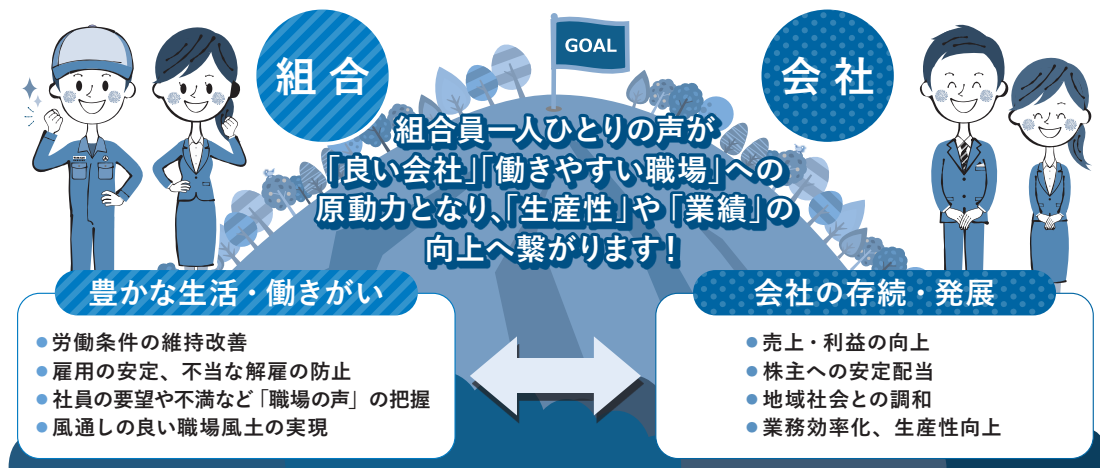 GOAL
組合
会社
組合員一人ひとりの声が
「良い会社」「働きやすい職場」への
原動力となり、「生産性」や「業績」の
向上へ繋がります!
豊かな生活・働きがい
●労働条件の維持改善
●雇用の安定、不当な解雇の防止
●社員の要望や不満など「職場の声」の把握
●風通しの良い職場風土の実現
会社の存続・発展
●売上・利益の向上
●株主への安定配当
●地域社会との調和
●業務効率化、生産性向上